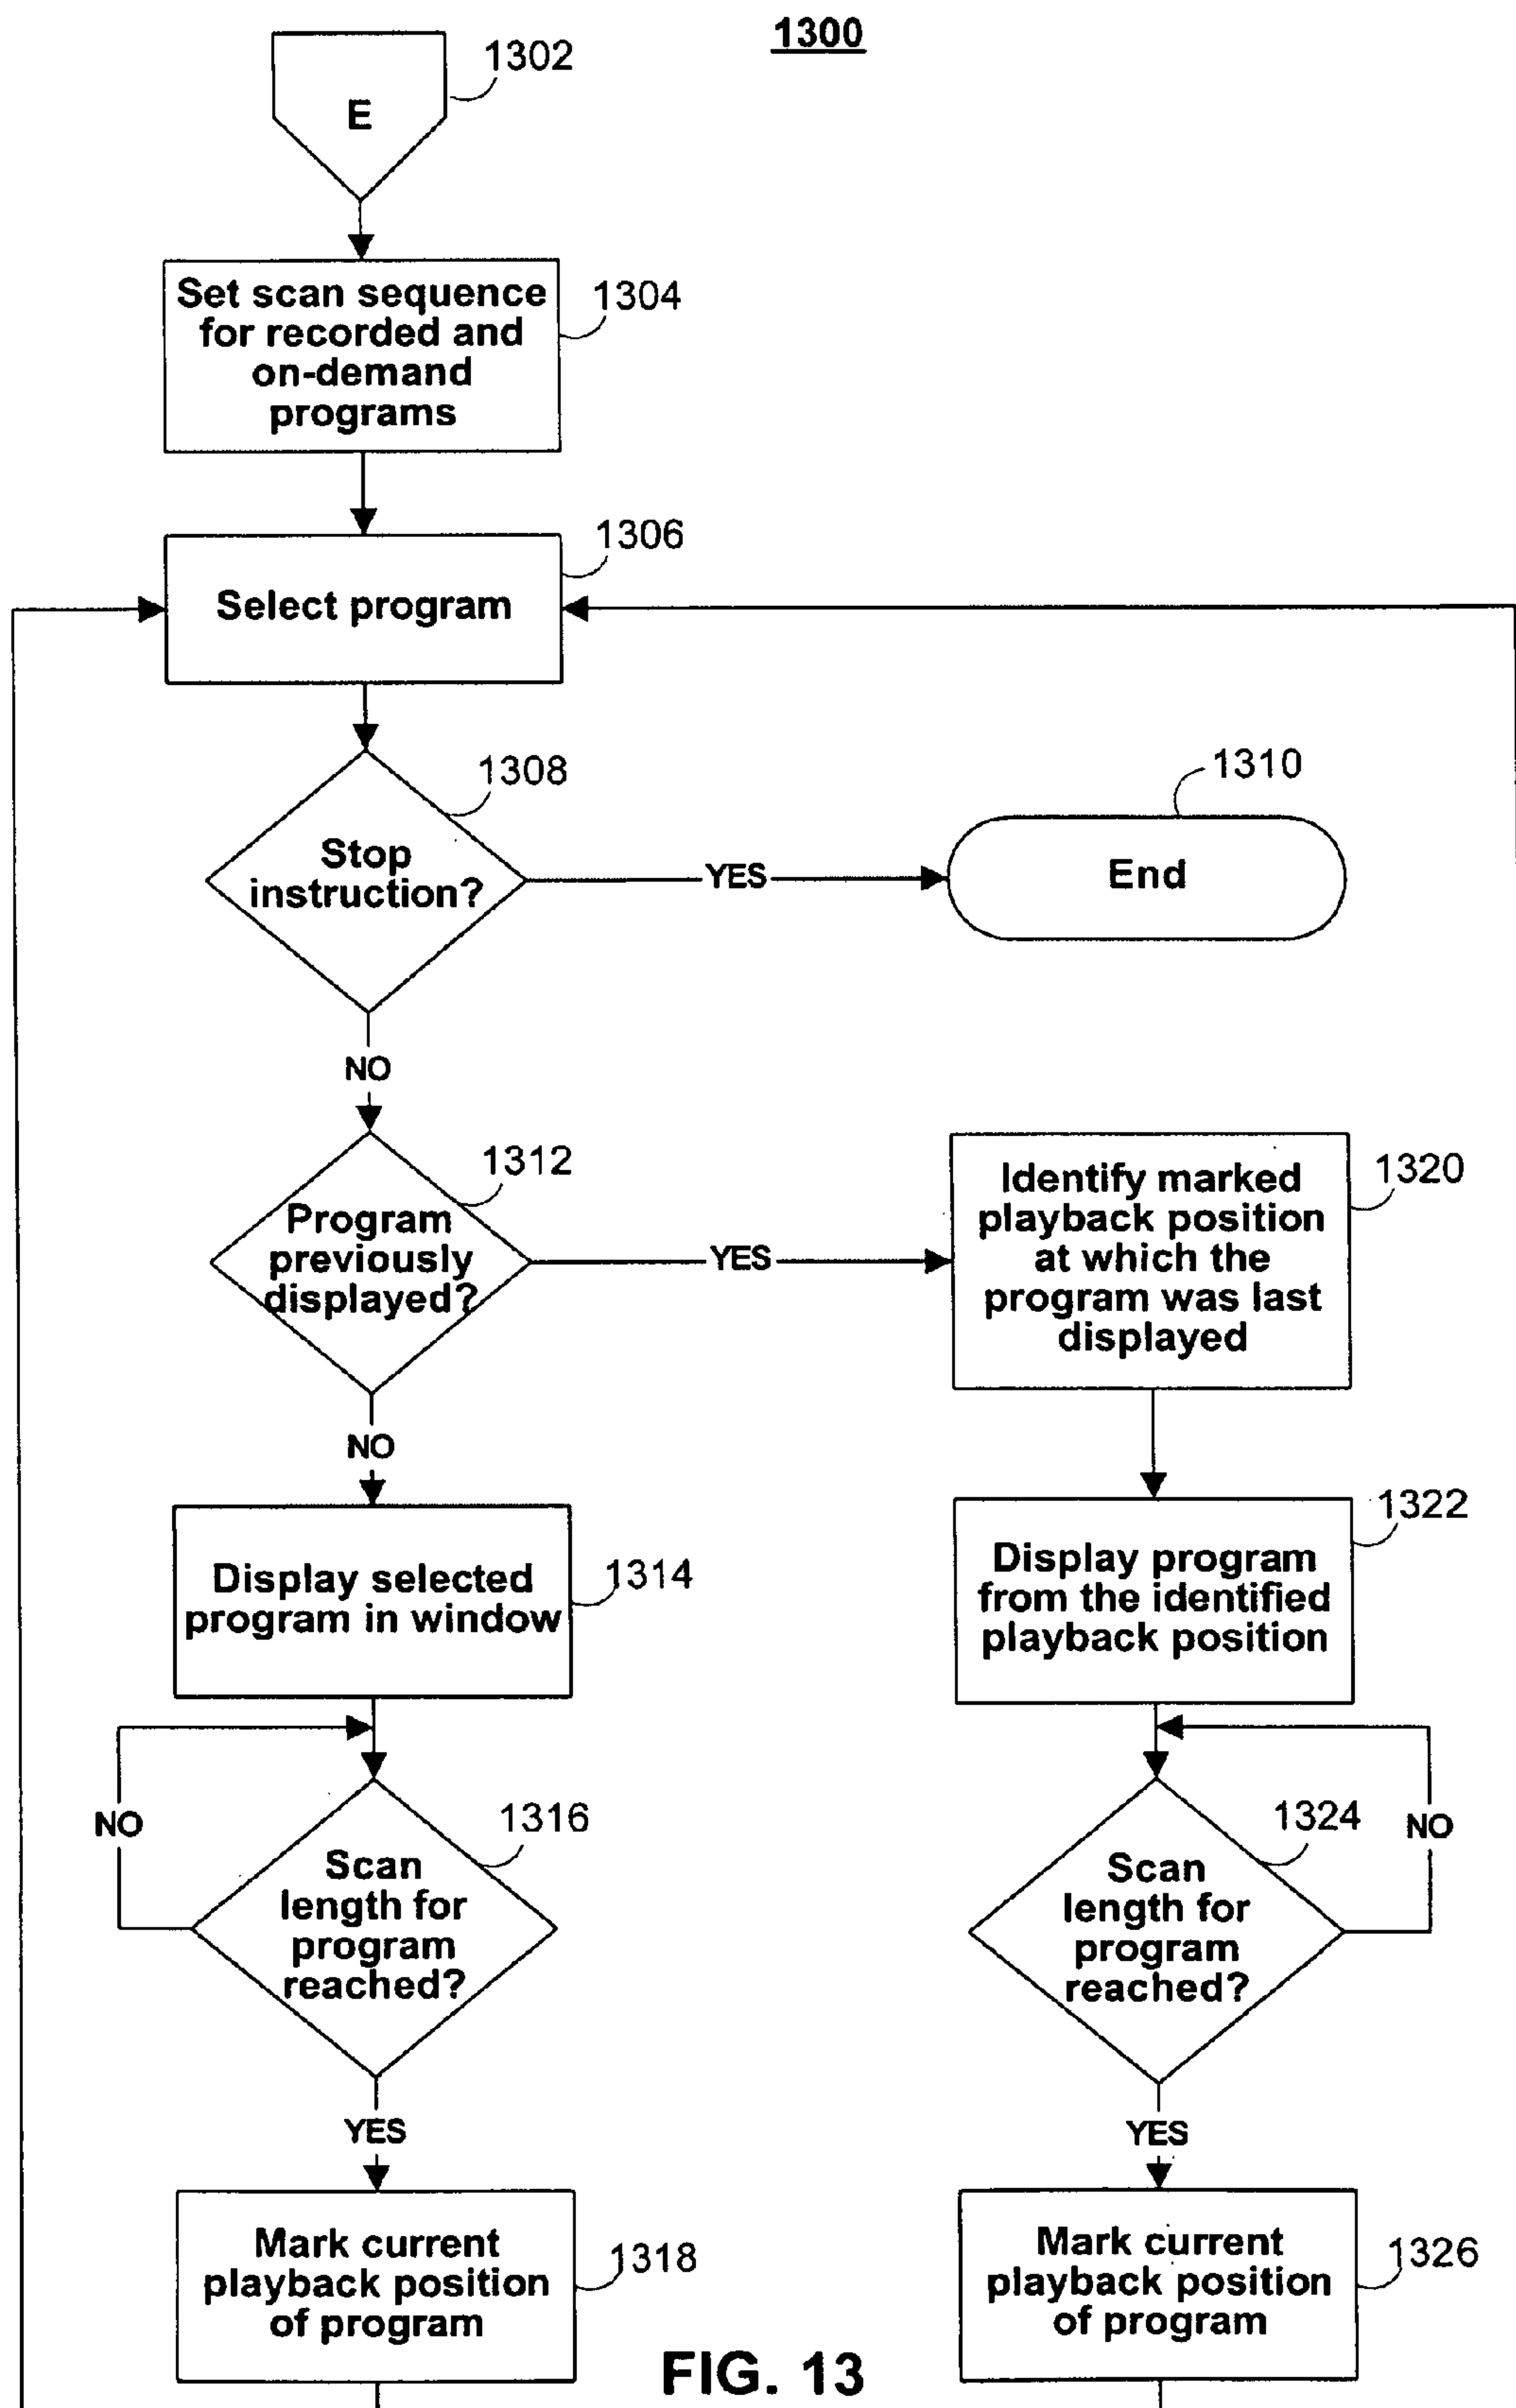 1300
1302
E
Set scan sequence
for recorded and
on-demand
programs
1304
1306
Select program
1308
Stop
instruction?
YES
1310
End
NO
1312
Program
previously
displayed?
YES
1320
Identify marked
playback position
at which the
program was last
displayed
NO
1314
Display selected
program in window
1322
Display program
from the identified
playback position
NO
1316
Scan
length for
program
reached?
1324
NO
Scan
length for
program
reached?
YES
YES
Mark current
playback position
of program
1318
Mark current
playback position
of program
1326
FIG. 13